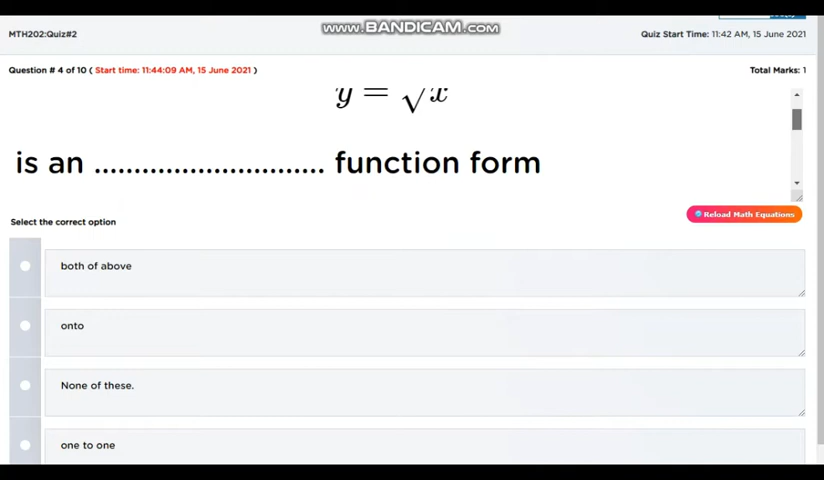 WWW.BANDICAM.COM
MTH202:Quiz#2
Quiz Start Time: 11:42 AM, 15 June 2021
Question # 4 of 10 ( Start time: 11:44:09 AM, 15 June 2021 )
Total Marks: 1
y = √x
is an ............................. function form
Reload Math Equations
Select the correct option
both of above
onto
None of these.
one to one